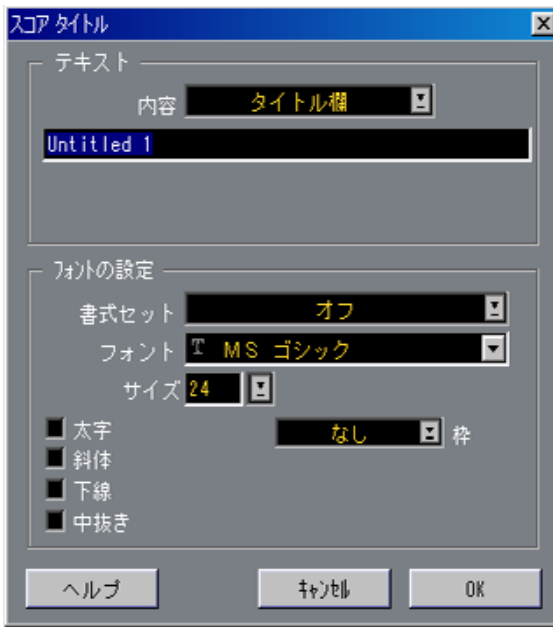 ｽｺｱ ﾀｲﾄﾙ
テキスト
内容 タイトル欄
Untitled 1
ﾌｫﾝﾄの設定
書式セット オフ
フォント T MS ゴシック
サイズ 24
太字 なし 枠
斜体
下線
中抜き
ヘルプ ｷｬﾝｾﾙ OK